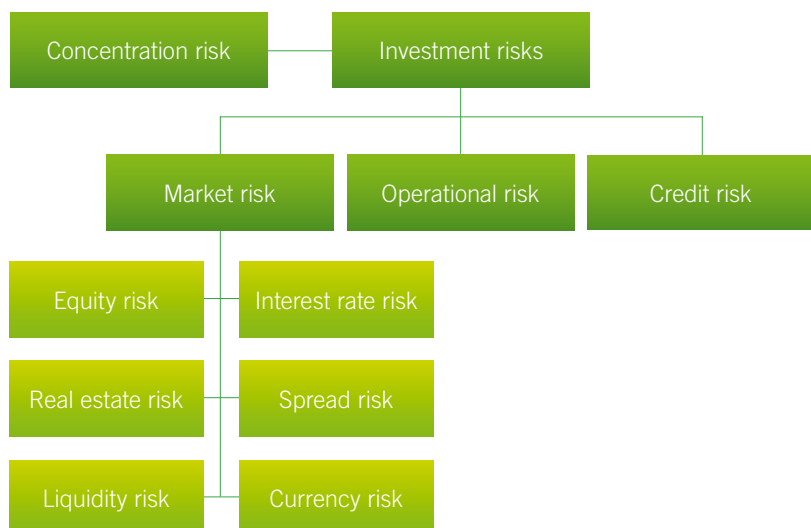 Concentration risk
Investment risks
Market risk
Operational risk
Credit risk
Equity risk
Interest rate risk
Real estate risk
Spread risk
Liquidity risk
Currency risk